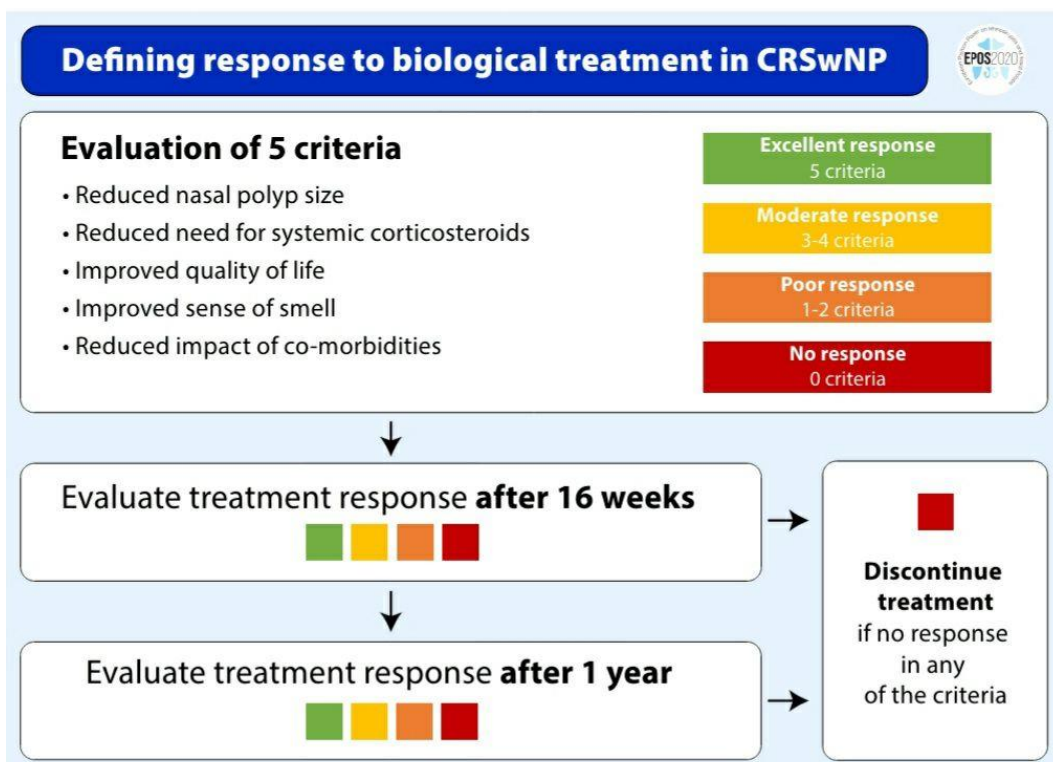 Defining response to biological treatment in CRSwNP
EPOS2020
Evaluation of 5 criteria
• Reduced nasal polyp size
• Reduced need for systemic corticosteroids
• Improved quality of life
• Improved sense of smell
• Reduced impact of co-morbidities
Excellent response
5 criteria
Moderate response
3-4 criteria
Poor response
1-2 criteria
No response
0 criteria
Evaluate treatment response after 16 weeks
Evaluate treatment response after 1 year
Discontinue
treatment
if no response
in any
of the criteria